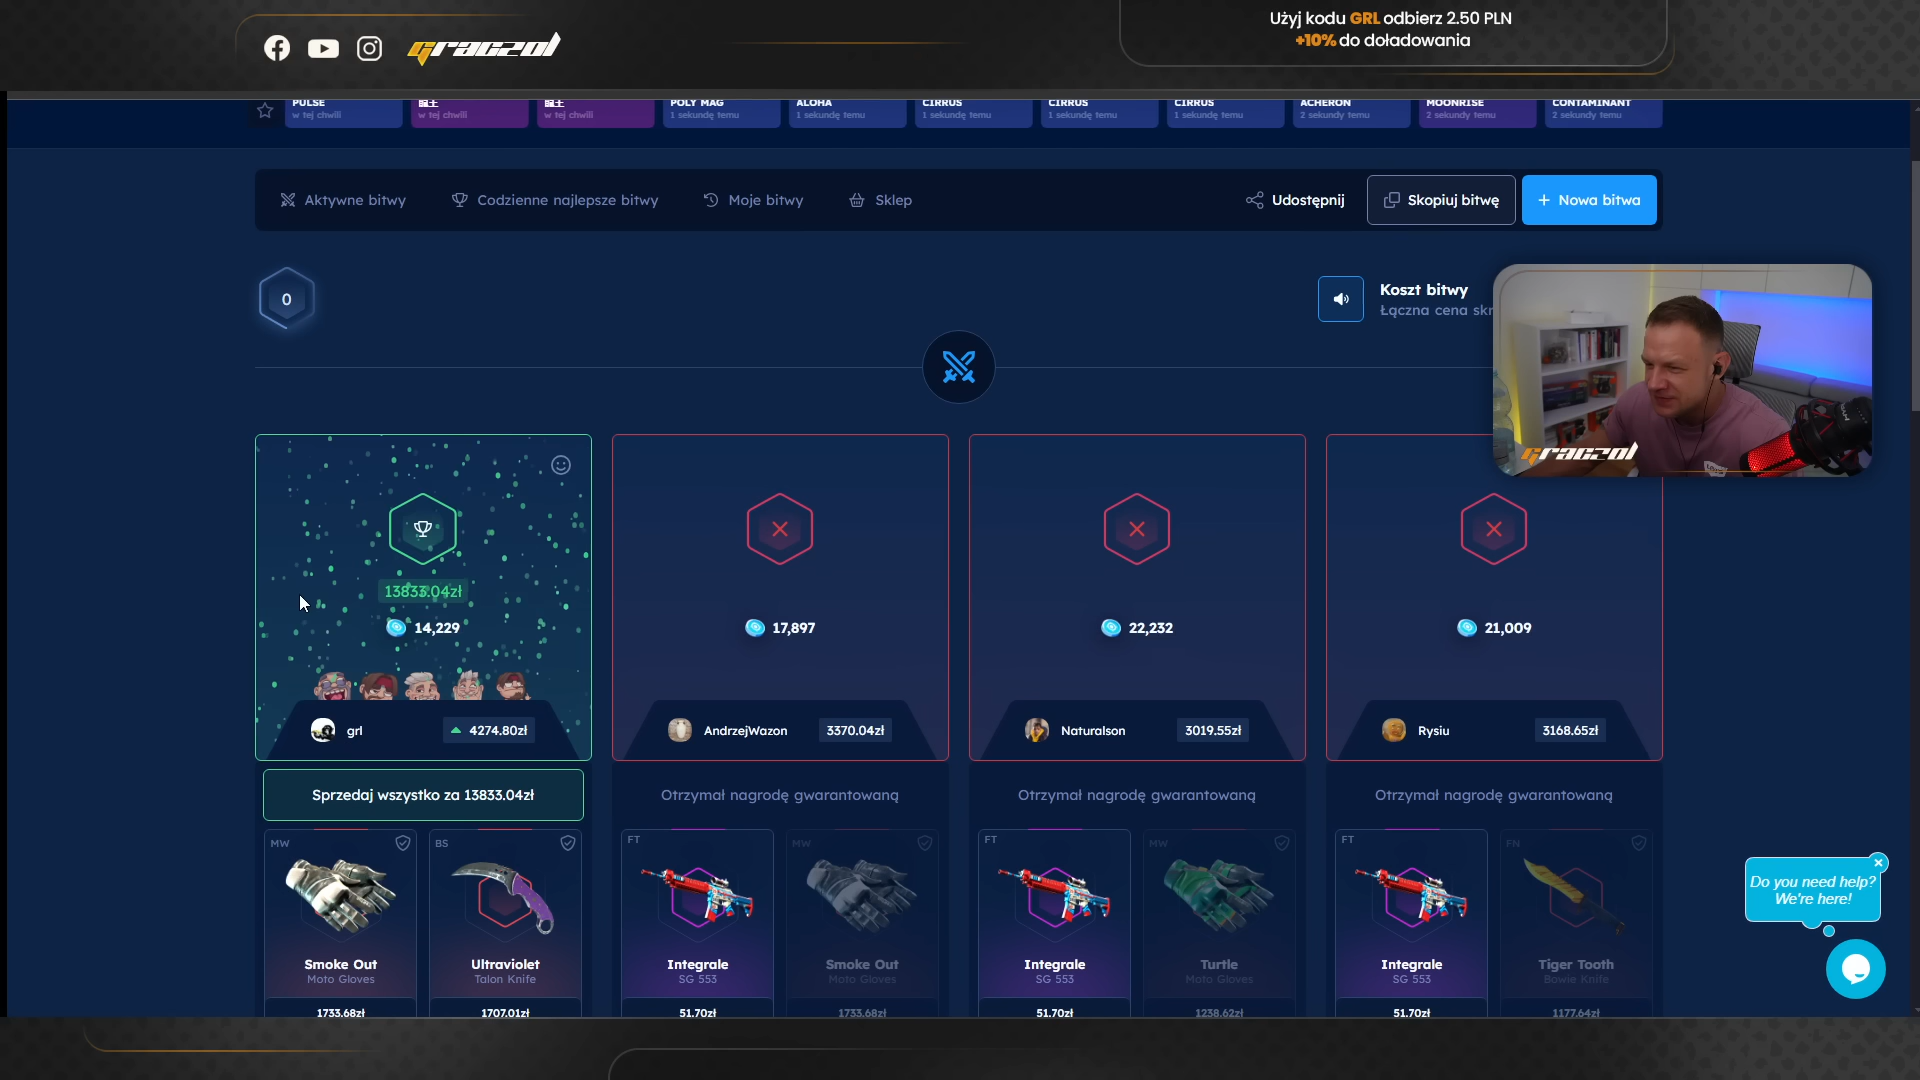 graczol
Użyj kodu GRL odbierz 2.50 PLN
+10% do doładowania
PULSE
w tej chwili
w tej chwili
w tej chwili
POLY MAG
1 sekundę temu
ALOHA
1 sekundę temu
CIRRUS
1 sekundę temu
CIRRUS
1 sekundę temu
CIRRUS
1 sekundę temu
ACHERON
2 sekundy temu
MOONRISE
2 sekundy temu
CONTAMINANT
2 sekundy temu
Aktywne bitwy
Codzienne najlepsze bitwy
Moje bitwy
Sklep
Udostępnij
Skopiuj bitwę
+ Nowa bitwa
0
Koszt bitwy
Łączna cena skr
graczol
13833.04zł
14,229
grl
4274.80zł
17,897
AndrzejWazon
3370.04zł
22,232
Naturalson
3019.55zł
21,009
Rysiu
3168.65zł
Sprzedaj wszystko za 13833.04zł
Otrzymał nagrodę gwarantowaną
Otrzymał nagrodę gwarantowaną
Otrzymał nagrodę gwarantowaną
MW
Smoke Out
Moto Gloves
1733.68zł
BS
Ultraviolet
Talon Knife
1707.01zł
FT
Integrale
SG 553
51.70zł
MW
Smoke Out
Moto Gloves
1733.68zł
FT
Integrale
SG 553
51.70zł
MW
Turtle
Moto Gloves
1238.62zł
FT
Integrale
SG 553
51.70zł
FN
Tiger Tooth
Bowie Knife
1177.64zł
Do you need help?
We're here!